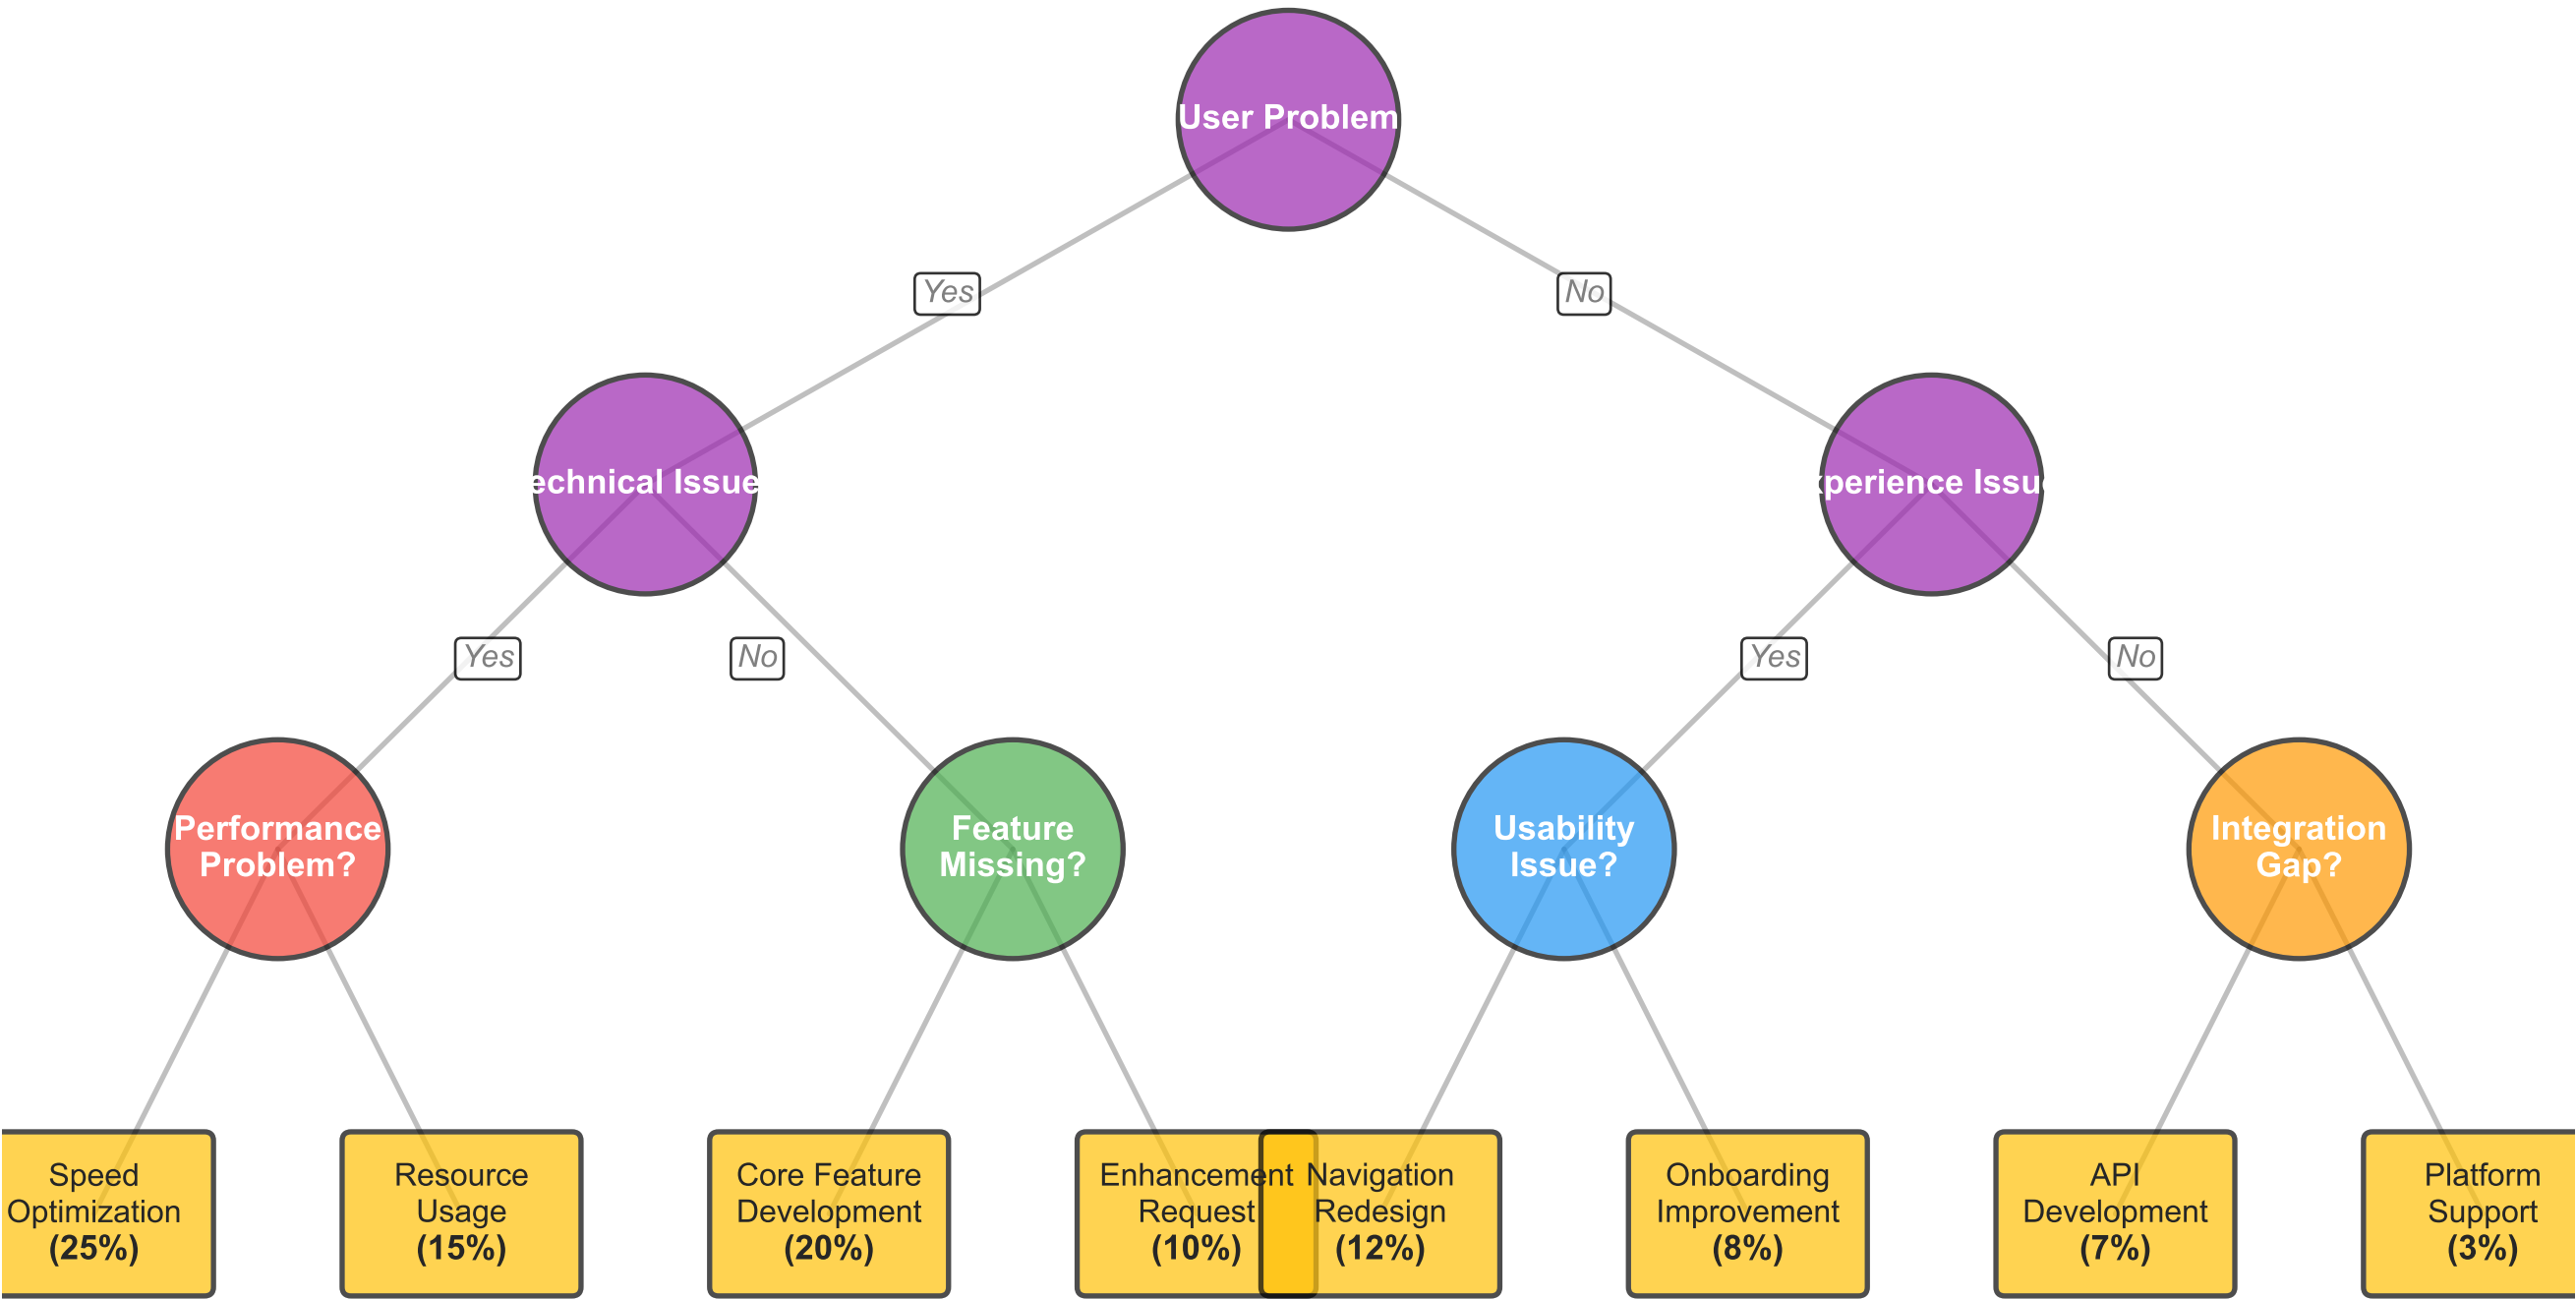 User Problem
Yes
No
echnical Issue
xperience Issu
Yes
No
Yes
No
Performance
Problem?
Feature
Missing?
Usability
Issue?
Integration
Gap?
Speed
Optimization
(25%)
Resource
Usage
(15%)
Core Feature
Development
(20%)
Enhancement
Request
(10%)
Navigation
Redesign
(12%)
Onboarding
Improvement
(8%)
API
Development
(7%)
Platform
Support
(3%)